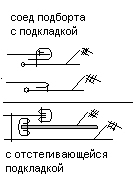 соед подборта
с подкладкой
с отстегивающейся
подкладкой